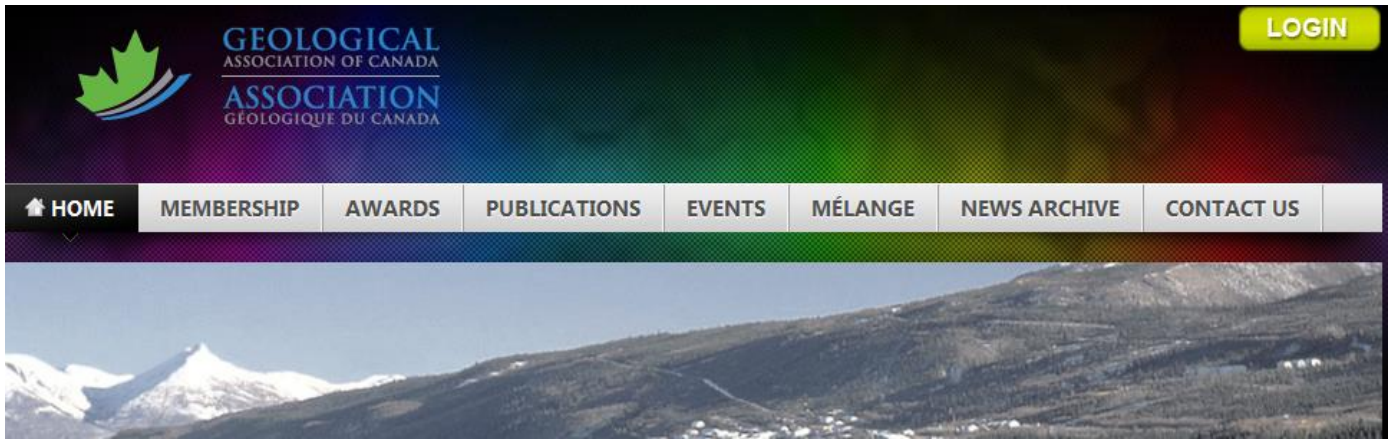 GEOLOGICAL
ASSOCIATION OF CANADA
ASSOCIATION
GÉOLOGIQUE DU CANADA
LOGIN
HOME MEMBERSHIP AWARDS PUBLICATIONS EVENTS MÉLANGE NEWS ARCHIVE CONTACT US